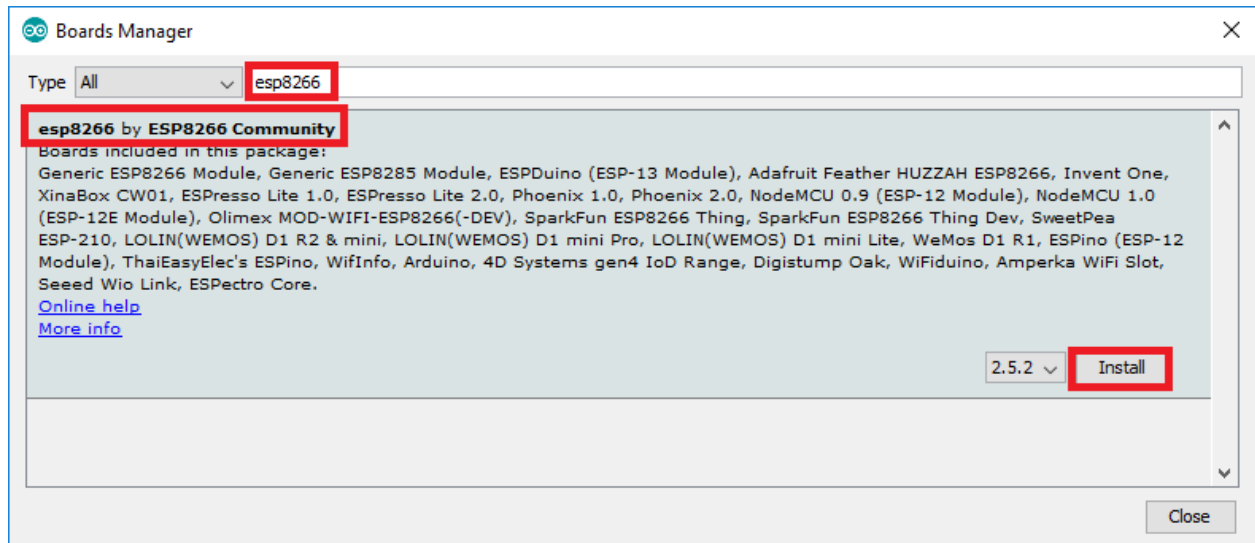 Boards Manager
Type All esp8266
esp8266 by ESP8266 Community
Boards included in this package:
Generic ESP8266 Module, Generic ESP8285 Module, ESPDuino (ESP-13 Module), Adafruit Feather HUZZAH ESP8266, Invent One,
XinaBox CW01, ESPresso Lite 1.0, ESPresso Lite 2.0, Phoenix 1.0, Phoenix 2.0, NodeMCU 0.9 (ESP-12 Module), NodeMCU 1.0
(ESP-12E Module), Olimex MOD-WIFI-ESP8266(-DEV), SparkFun ESP8266 Thing, SparkFun ESP8266 Thing Dev, SweetPea
ESP-210, LOLIN(WEMOS) D1 R2 & mini, LOLIN(WEMOS) D1 mini Pro, LOLIN(WEMOS) D1 mini Lite, WeMos D1 R1, ESPino (ESP-12
Module), ThaiEasyElec's ESPino, WifInfo, Arduino, 4D Systems gen4 IoD Range, Digistump Oak, WiFiduino, Amperka WiFi Slot,
Seeed Wio Link, ESPectro Core.
Online help
More info
2.5.2 Install
Close